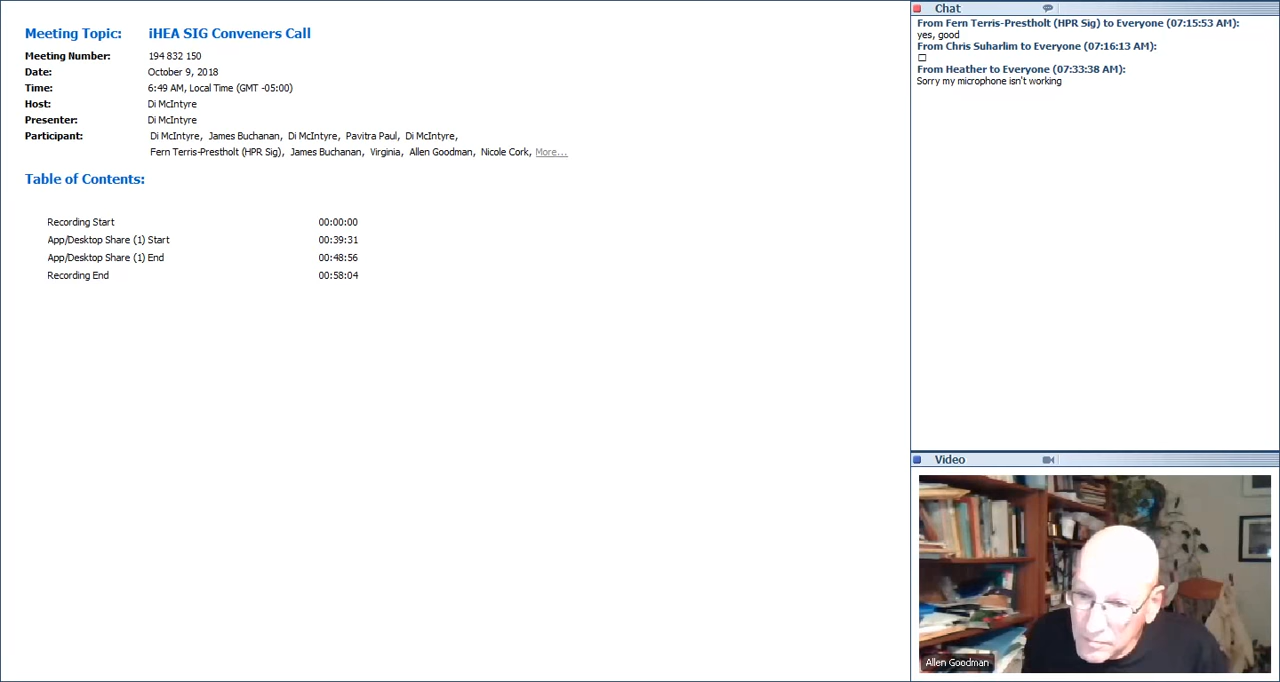 Meeting Topic: iHEA SIG Conveners Call
Meeting Number: 194 832 150
Date: October 9, 2018
Time: 6:49 AM, Local Time (GMT -05:00)
Host: Di McIntyre
Presenter: Di McIntyre
Participant: Di McIntyre, James Buchanan, Di McIntyre, Pavitra Paul, Di McIntyre,
Fern Terris-Prestholt (HPR Sig), James Buchanan, Virginia, Allen Goodman, Nicole Cork, More...
Table of Contents:
Recording Start 00:00:00
App/Desktop Share (1) Start 00:39:31
App/Desktop Share (1) End 00:48:56
Recording End 00:58:04
Chat
From Fern Terris-Prestholt (HPR Sig) to Everyone (07:15:53 AM):
yes, good
From Chris Suharlim to Everyone (07:16:13 AM):
From Heather to Everyone (07:33:38 AM):
Sorry my microphone isn't working
Video
Allen Goodman